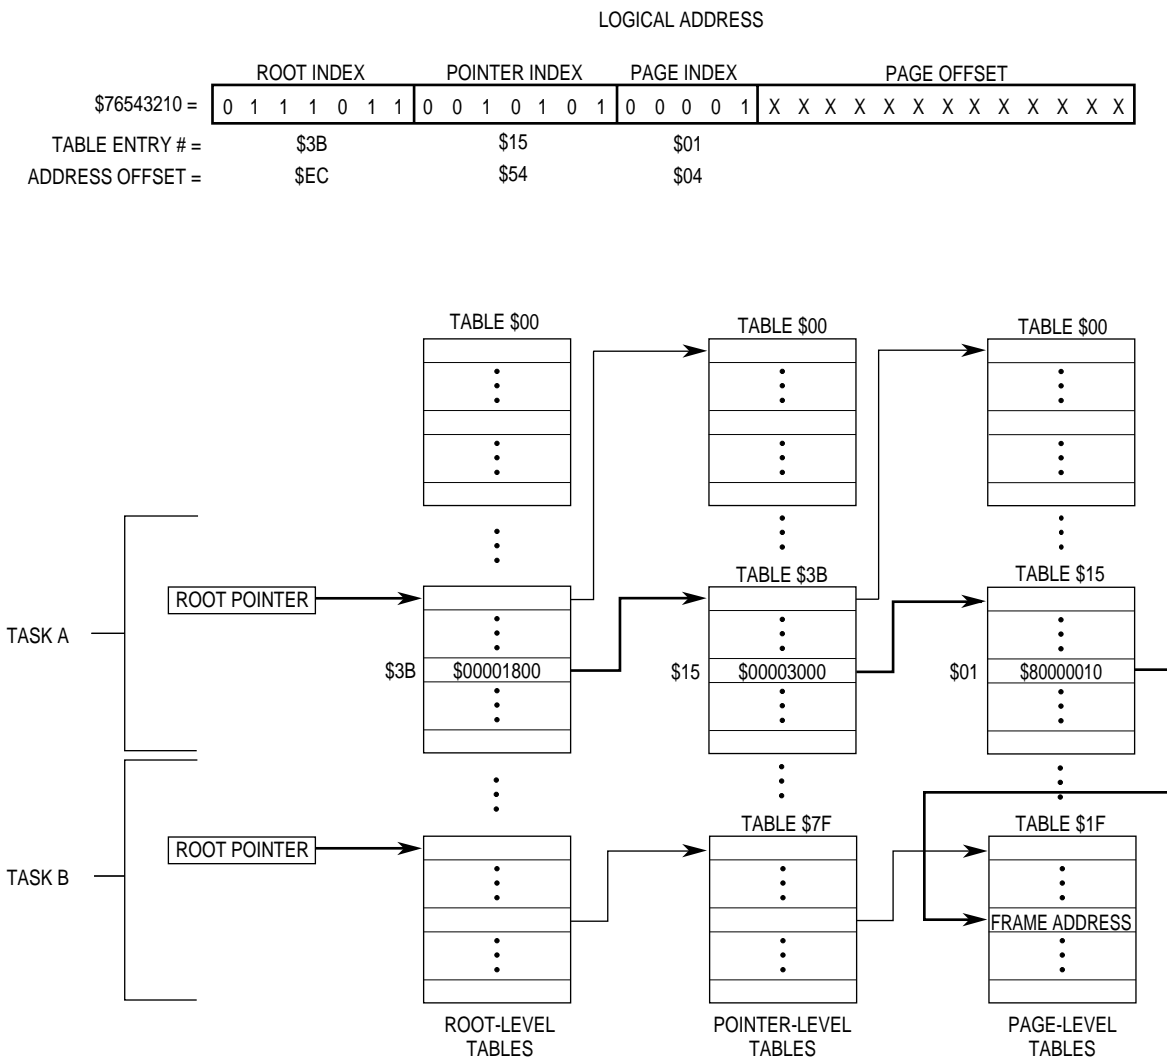 LOGICAL ADDRESS
ROOT INDEX POINTER INDEX PAGE INDEX PAGE OFFSET
$76543210 = 0 1 1 1 0 1 1 0 0 1 0 1 0 1 0 0 0 0 1 X X X X X X X X X X X X X
TABLE ENTRY # = $3B $15 $01
ADDRESS OFFSET = $EC $54 $04
TABLE $00 TABLE $00 TABLE $00
TABLE $3B TABLE $15
ROOT POINTER
TASK A
$3B $00001800 $15 $00003000 $01 $80000010
TABLE $7F TABLE $1F
ROOT POINTER
TASK B
FRAME ADDRESS
ROOT-LEVEL TABLES
POINTER-LEVEL TABLES
PAGE-LEVEL TABLES